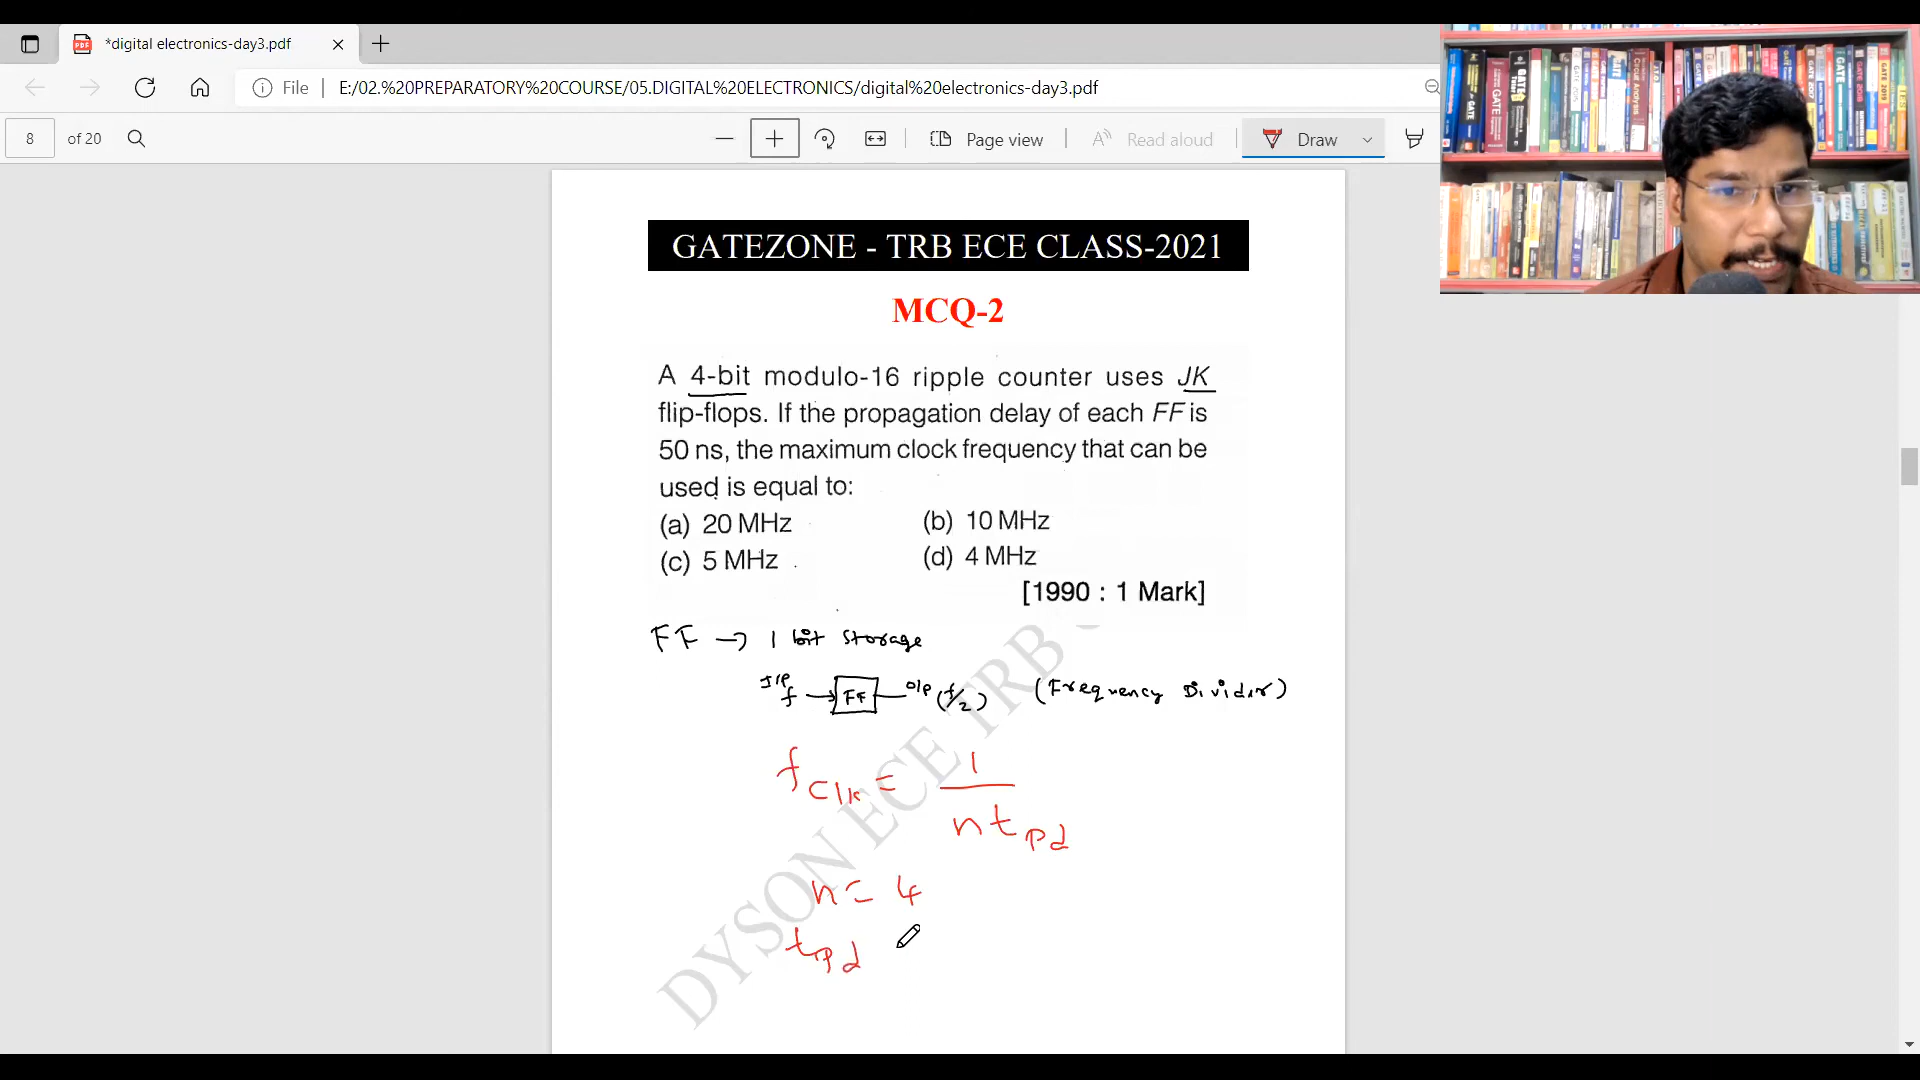 *digital electronics-day3.pdf
File E:/02.%20PREPARATORY%20COURSE/05.DIGITAL%20ELECTRONICS/digital%20electronics-day3.pdf
8 of 20 Page view Read aloud Draw
GATEZONE - TRB ECE CLASS-2021
MCQ-2
A 4-bit modulo-16 ripple counter uses JK
flip-flops. If the propagation delay of each FF is
50 ns, the maximum clock frequency that can be
used is equal to:
(a) 20 MHz (b) 10 MHz
(c) 5 MHz (d) 4 MHz
[1990 : 1 Mark]
FF → 1 bit storage
I/P f → FF O/P (f/2) (Frequency Divider)
fclk = 1 / n tpd
n = 4
tpd
DYSON ECE TRB